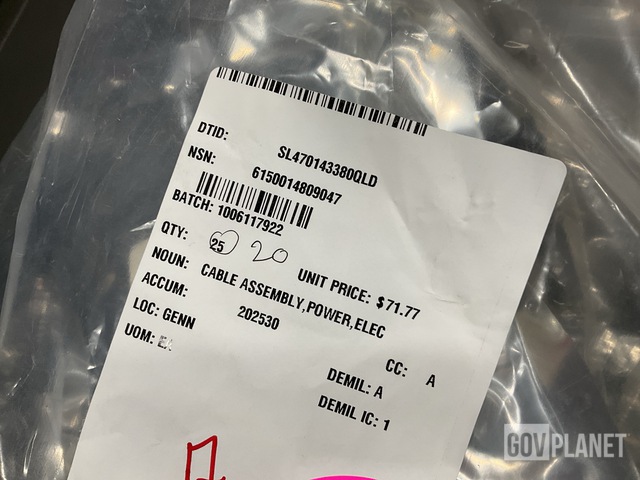 DTID: SL470143380QLD
NSN: 6150014809047
BATCH: 1006117922
QTY: 25 20
UNIT PRICE: $71.77
NOUN: CABLE ASSEMBLY,POWER,ELEC
ACCUM: 202530
LOC: GENN
CC: A
UOM:
DEMIL: A
DEMIL IC: 1
GOVPLANET